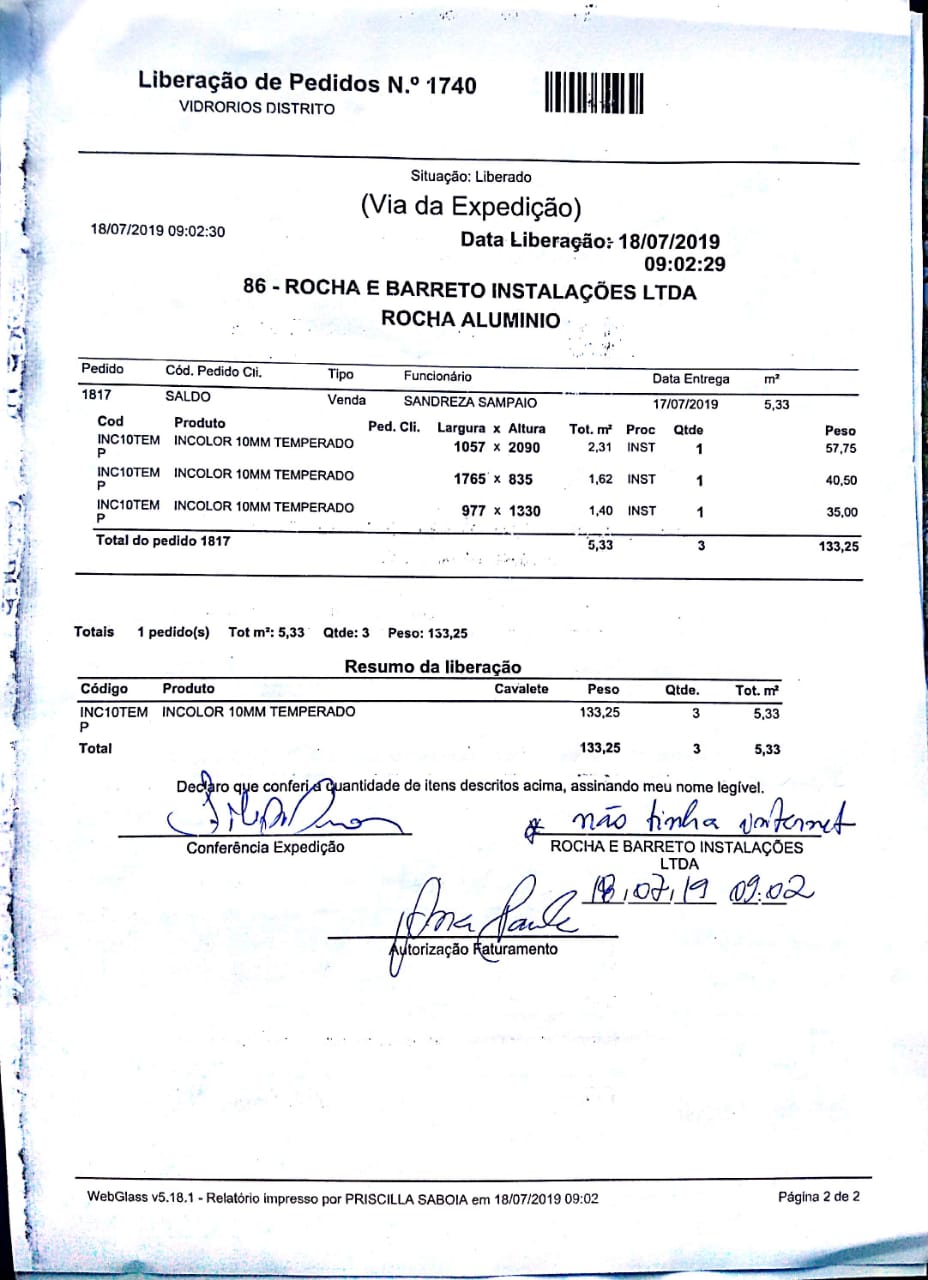 Liberação de Pedidos N.º 1740
VIDRORIOS DISTRITO
Situação: Liberado
(Via da Expedição)
18/07/2019 09:02:30
Data Liberação: 18/07/2019
09:02:29
86 - ROCHA E BARRETO INSTALAÇÕES LTDA
ROCHA ALUMINIO
Pedido Cód. Pedido Cli. Tipo Funcionário Data Entrega m²
1817 SALDO Venda SANDREZA SAMPAIO 17/07/2019 5,33
Cod Produto Ped. Cli. Largura x Altura Tot. m² Proc Qtde Peso
INC10TEM INCOLOR 10MM TEMPERADO 1057 x 2090 2,31 INST 1 57,75
P
INC10TEM INCOLOR 10MM TEMPERADO 1765 x 835 1,62 INST 1 40,50
P
INC10TEM INCOLOR 10MM TEMPERADO 977 x 1330 1,40 INST 1 35,00
P
Total do pedido 1817 5,33 3 133,25
Totais 1 pedido(s) Tot m²: 5,33 Qtde: 3 Peso: 133,25
Resumo da liberação
Código Produto Cavalete Peso Qtde. Tot. m²
INC10TEM INCOLOR 10MM TEMPERADO 133,25 3 5,33
P
Total 133,25 3 5,33
Declaro que conferi a quantidade de itens descritos acima, assinando meu nome legível.
* não tinha internet
Conferência Expedição ROCHA E BARRETO INSTALAÇÕES
LTDA
18/07/19 09:02
Ana Paula
Autorização Faturamento
WebGlass v5.18.1 - Relatório impresso por PRISCILLA SABOIA em 18/07/2019 09:02 Página 2 de 2